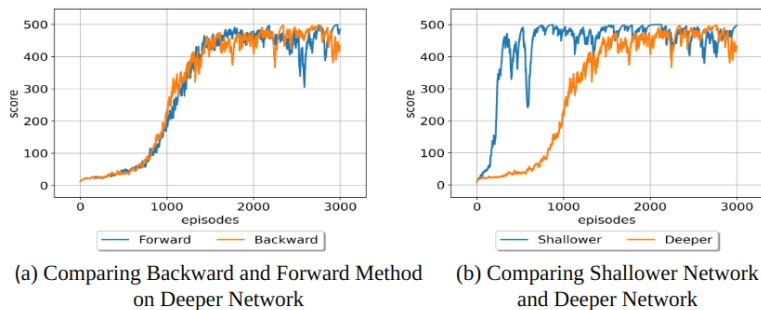 500
400
300
200
100
0
score
0
1000
2000
3000
episodes
Forward
Backward
(a) Comparing Backward and Forward Method
on Deeper Network
500
400
300
200
100
0
score
0
1000
2000
3000
episodes
Shallower
Deeper
(b) Comparing Shallower Network
and Deeper Network